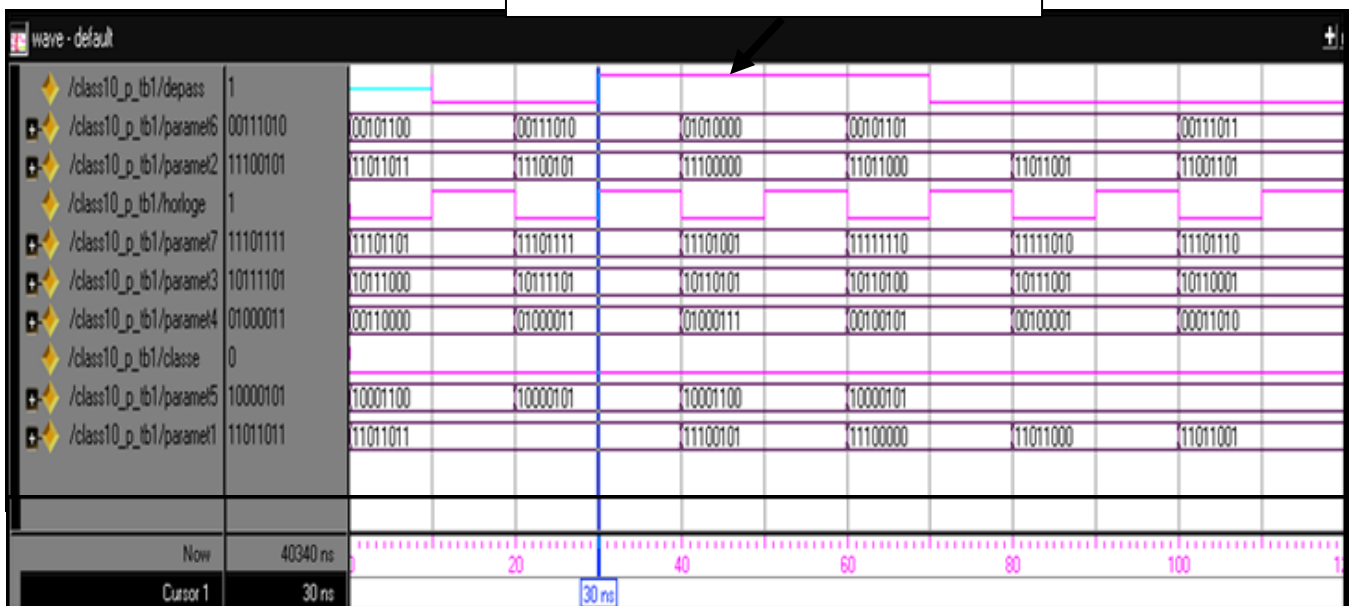 wave - default
/class10_p_tb1/depass 1
/class10_p_tb1/paramet6 00111010 00101100 00111010 01010000 00101101 00111011
/class10_p_tb1/paramet2 11100101 11011011 11100101 11100000 11011000 11011001 11001101
/class10_p_tb1/horloge 1
/class10_p_tb1/paramet7 11101111 11101101 11101111 11101001 11111110 11111010 11101110
/class10_p_tb1/paramet3 10111101 10111000 10111101 10110101 10110100 10111001 10110001
/class10_p_tb1/paramet4 01000011 00110000 01000011 01000111 00100101 00100001 00011010
/class10_p_tb1/classe 0
/class10_p_tb1/paramet5 10000101 10001100 10000101 10001100 10000101
/class10_p_tb1/paramet1 11011011 11011011 11100101 11100000 11011000 11011001
Now 40340 ns 20 40 60 80 100
Cursor 1 30 ns 30 ns